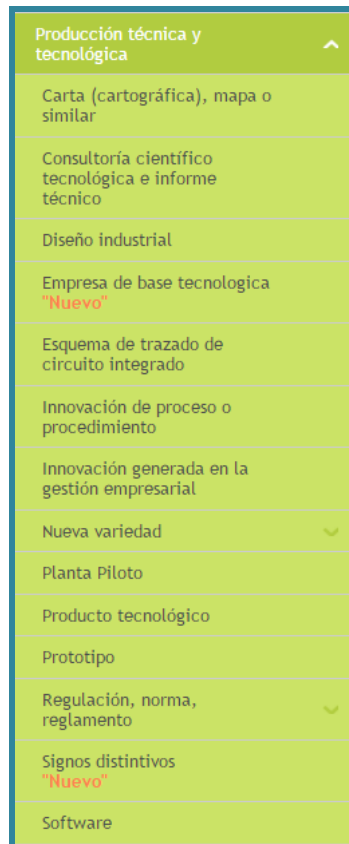 Producción técnica y
tecnológica
Carta (cartográfica), mapa o
similar
Consultoría científico
tecnológica e informe
técnico
Diseño industrial
Empresa de base tecnologica
"Nuevo"
Esquema de trazado de
circuito integrado
Innovación de proceso o
procedimiento
Innovación generada en la
gestión empresarial
Nueva variedad
Planta Piloto
Producto tecnológico
Prototipo
Regulación, norma,
reglamento
Signos distintivos
"Nuevo"
Software